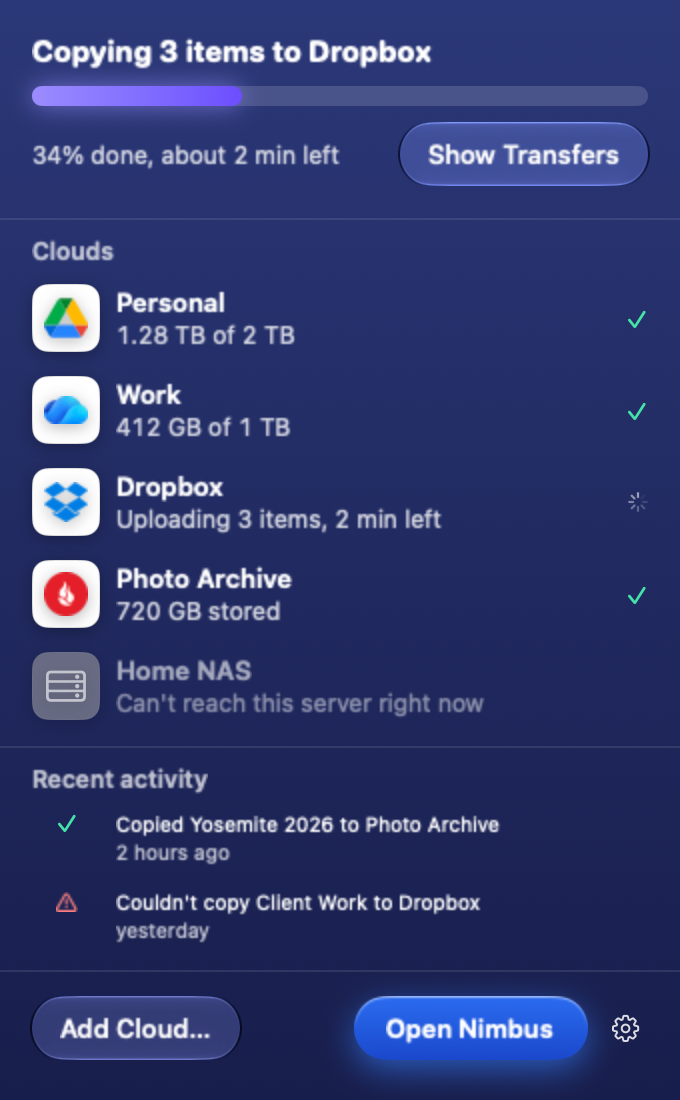 Copying 3 items to Dropbox
34% done, about 2 min left
Show Transfers
Clouds
Personal
1.28 TB of 2 TB
Work
412 GB of 1 TB
Dropbox
Uploading 3 items, 2 min left
Photo Archive
720 GB stored
Home NAS
Can't reach this server right now
Recent activity
Copied Yosemite 2026 to Photo Archive
2 hours ago
Couldn't copy Client Work to Dropbox
yesterday
Add Cloud...
Open Nimbus